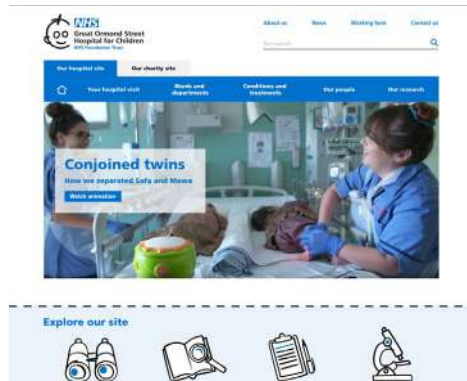 NHS
Great Ormond Street
Hospital for Children
NHS Foundation Trust
About us News Working here Contact us
Our hospital site Our charity site
Your hospital visit Wards and departments Conditions and treatments Our people Our research
Conjoined twins
How we separated Safa and Marwa
Watch animation
Explore our site